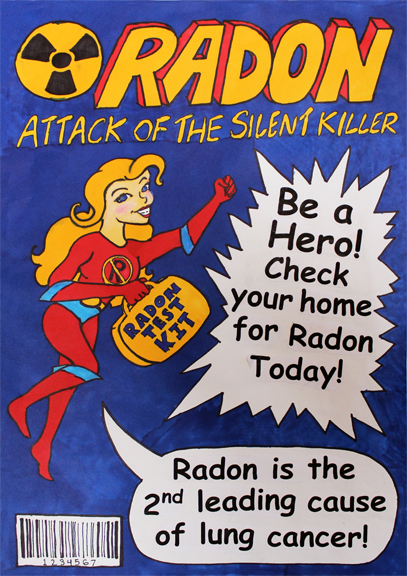 RADON
ATTACK OF THE SILENT KILLER
Be a
Hero!
Check
your home
for Radon
Today!
R
RADON
TEST
KIT
Radon is the
2nd leading cause
of lung cancer!
1234567